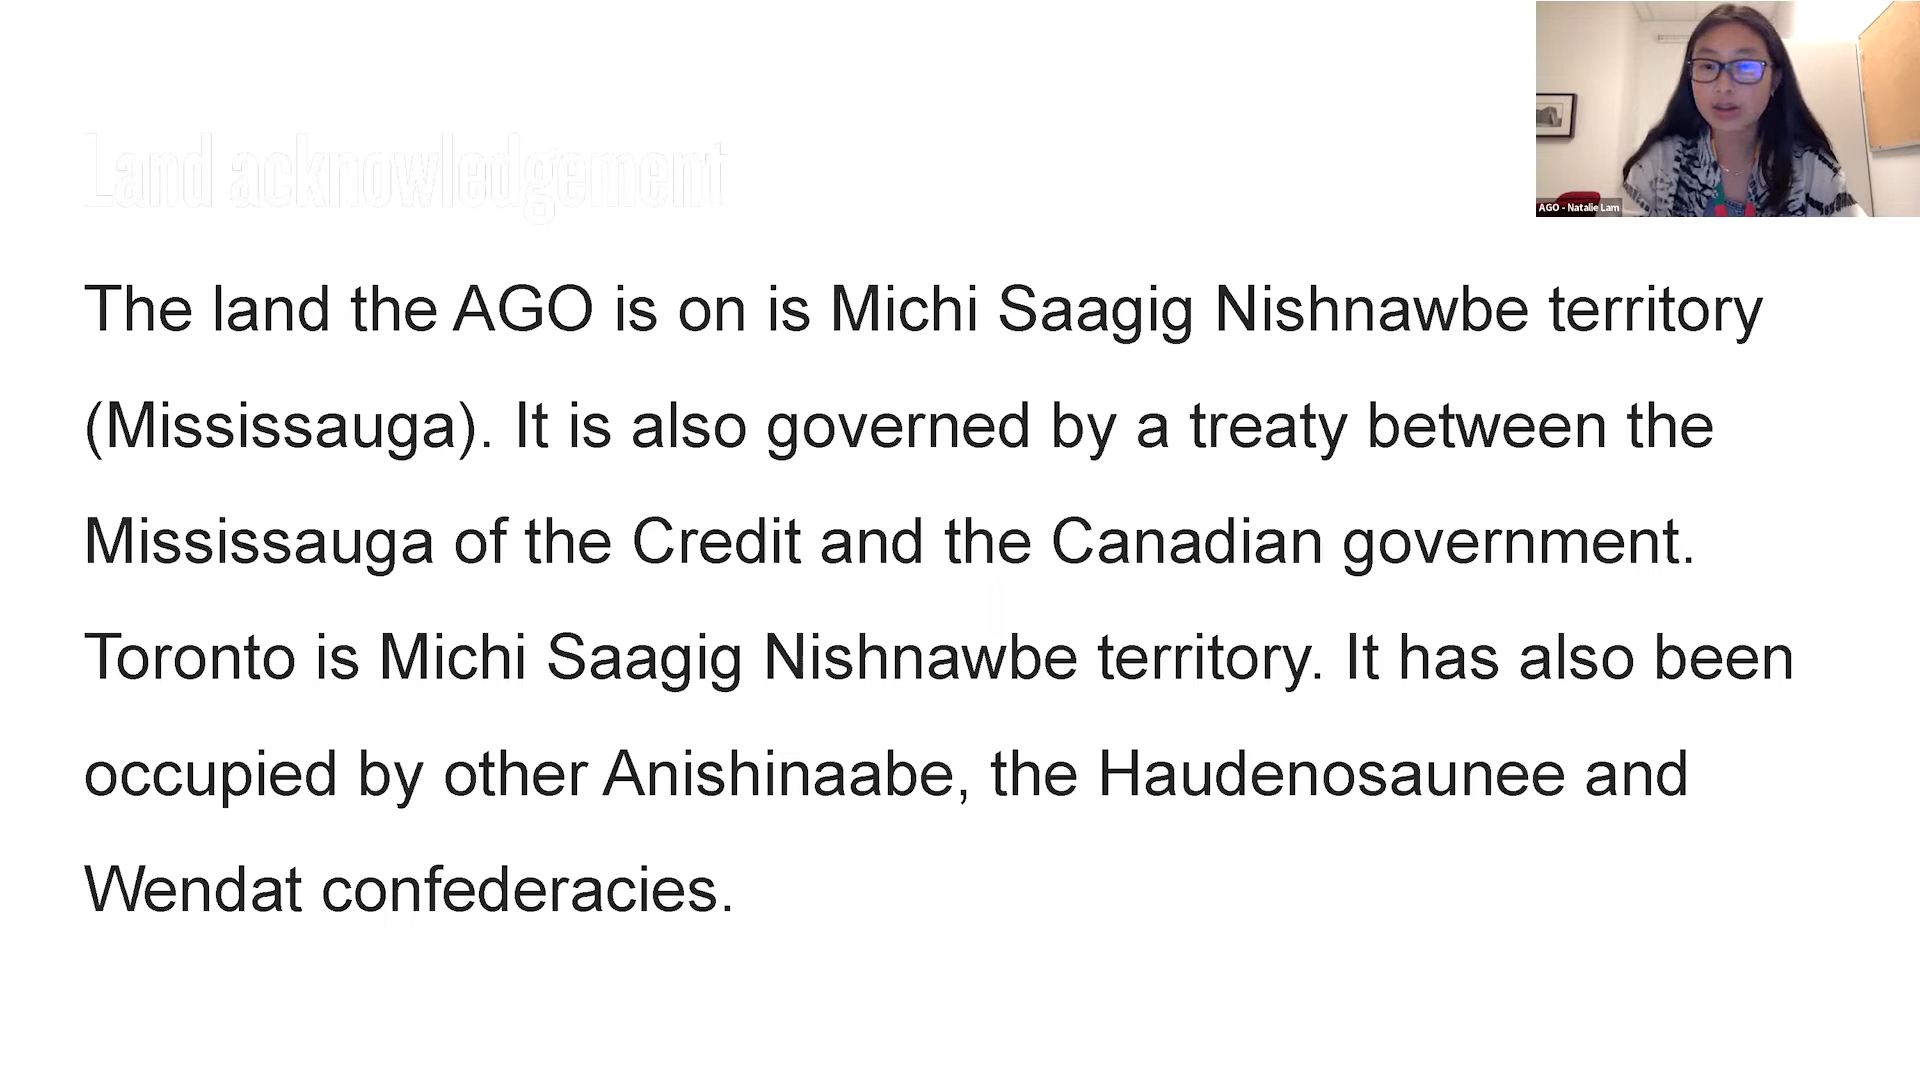 Land acknowledgement
The land the AGO is on is Michi Saagig Nishnawbe territory
(Mississauga). It is also governed by a treaty between the
Mississauga of the Credit and the Canadian government.
Toronto is Michi Saagig Nishnawbe territory. It has also been
occupied by other Anishinaabe, the Haudenosaunee and
Wendat confederacies.
AGO - Natalie Lam